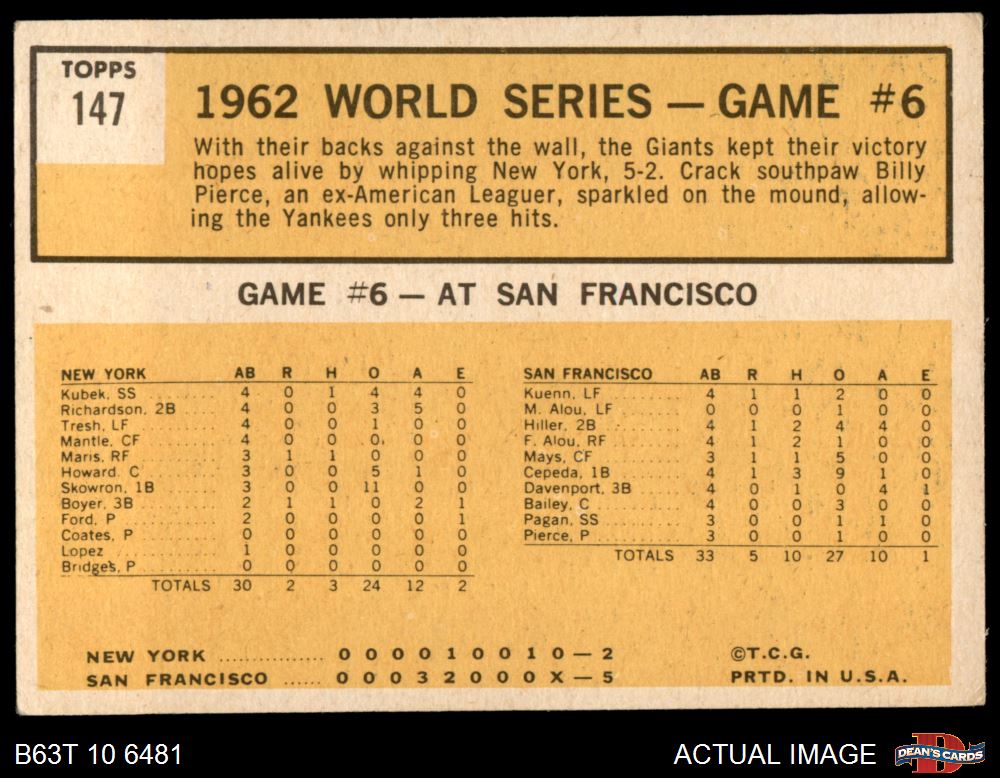 TOPPS
147
1962 WORLD SERIES — GAME #6
With their backs against the wall, the Giants kept their victory
hopes alive by whipping New York, 5-2. Crack southpaw Billy
Pierce, an ex-American Leaguer, sparkled on the mound, allow-
ing the Yankees only three hits.
GAME #6 — AT SAN FRANCISCO
NEW YORK AB R H O A E
Kubek, SS ........ 4 0 1 4 4 0
Richardson, 2B .... 4 0 0 3 5 0
Tresh, LF ........ 4 0 0 1 0 0
Mantle, CF ........ 4 0 0 0 0 0
Maris, RF ........ 3 1 1 0 0 0
Howard C ........ 3 0 0 5 1 0
Skowron, 1B ...... 3 0 0 11 0 0
Boyer, 3B ........ 2 1 1 0 2 1
Ford, P .......... 2 0 0 0 0 1
Coates, P ........ 0 0 0 0 0 0
Lopez ............ 1 0 0 0 0 0
Bridges, P ........ 0 0 0 0 0 0
TOTALS 30 2 3 24 12 2
SAN FRANCISCO AB R H O A E
Kuenn, LF ........ 4 1 1 2 0 0
M. Alou, LF ...... 0 0 0 1 0 0
Hiller, 2B ........ 4 1 2 4 4 0
F. Alou, RF ...... 4 1 2 1 0 0
Mays, CF ........ 3 1 1 5 0 0
Cepeda, 1B ...... 4 1 3 9 1 0
Davenport, 3B .... 4 0 1 0 4 1
Bailey, C ........ 4 0 0 3 0 0
Pagan, SS ........ 3 0 0 1 1 0
Pierce, P ........ 3 0 0 1 0 0
TOTALS 33 5 10 27 10 1
NEW YORK ............... 0 0 0 0 1 0 0 1 0 — 2
SAN FRANCISCO ...... 0 0 0 3 2 0 0 0 X — 5
©T.C.G.
PRTD. IN U.S.A.
B63T 10 6481
ACTUAL IMAGE
DEAN'S CARDS